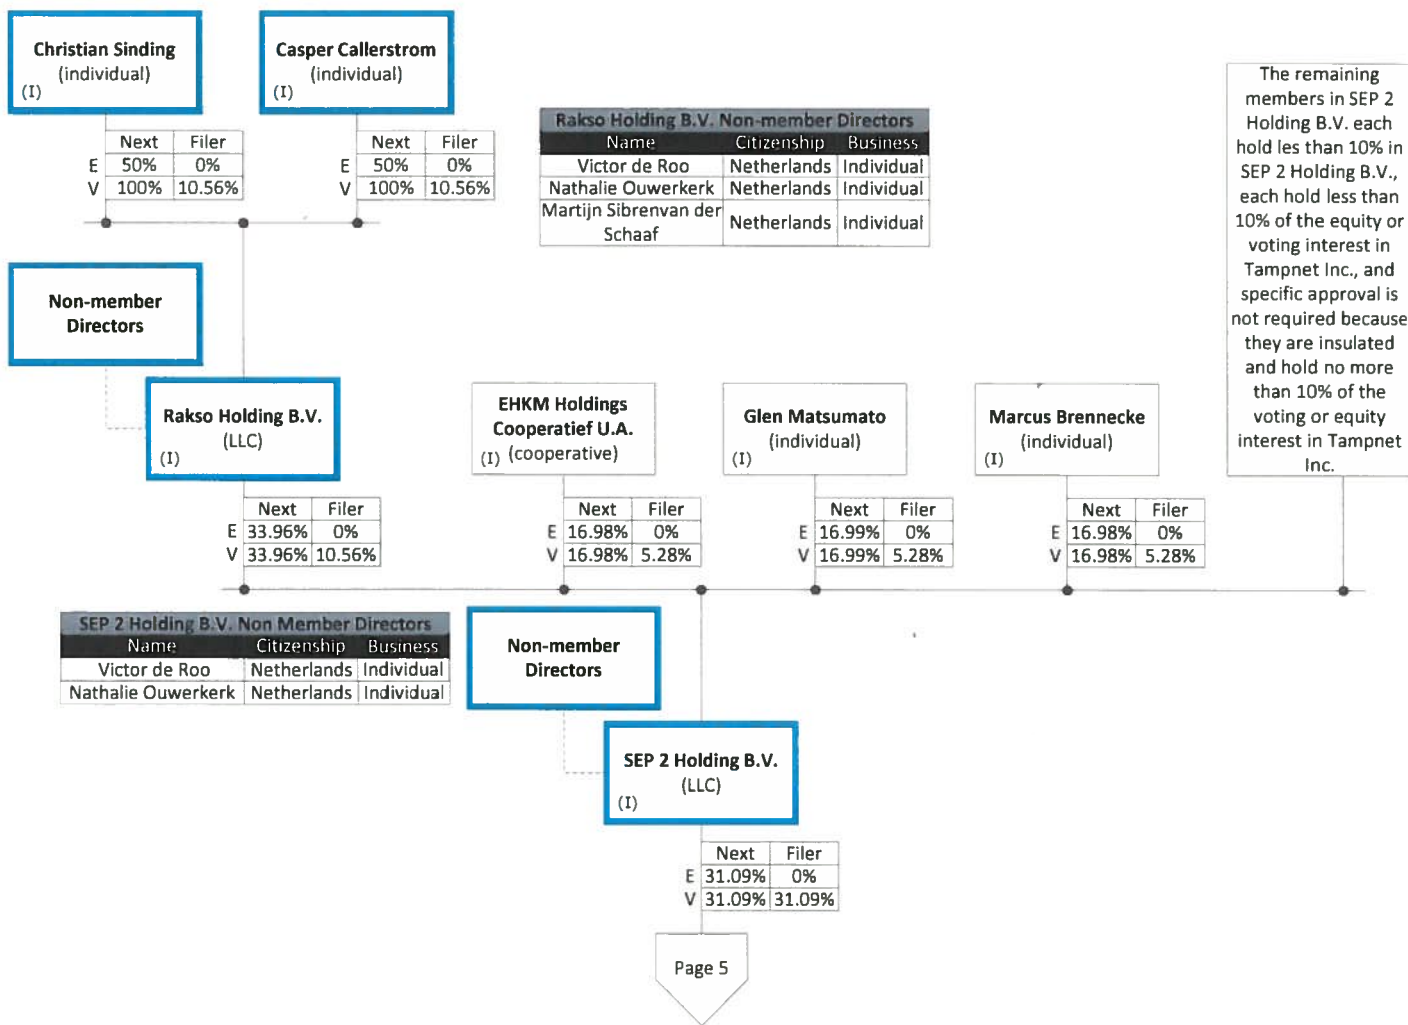 Christian Sinding
(individual)
(I)
Casper Callerstrom
(individual)
(I)
Next Filer
E 50% 0%
V 100% 10.56%
Next Filer
E 50% 0%
V 100% 10.56%
Rakso Holding B.V. Non-member Directors
Name Citizenship Business
Victor de Roo Netherlands Individual
Nathalie Ouwerkerk Netherlands Individual
Martijn Sibrenvan der
Schaaf Netherlands Individual
The remaining
members in SEP 2
Holding B.V. each
hold les than 10% in
SEP 2 Holding B.V.,
each hold less than
10% of the equity or
voting interest in
Tampnet Inc., and
specific approval is
not required because
they are insulated
and hold no more
than 10% of the
voting or equity
interest in Tampnet
Inc.
Non-member
Directors
Rakso Holding B.V.
(LLC)
(I)
EHKM Holdings
Cooperatief U.A.
(I) (cooperative)
Glen Matsumato
(individual)
(I)
Marcus Brennecke
(individual)
(I)
Next Filer
E 33.96% 0%
V 33.96% 10.56%
Next Filer
E 16.98% 0%
V 16.98% 5.28%
Next Filer
E 16.99% 0%
V 16.99% 5.28%
Next Filer
E 16.98% 0%
V 16.98% 5.28%
SEP 2 Holding B.V. Non Member Directors
Name Citizenship Business
Victor de Roo Netherlands Individual
Nathalie Ouwerkerk Netherlands Individual
Non-member
Directors
SEP 2 Holding B.V.
(LLC)
(I)
Next Filer
E 31.09% 0%
V 31.09% 31.09%
Page 5